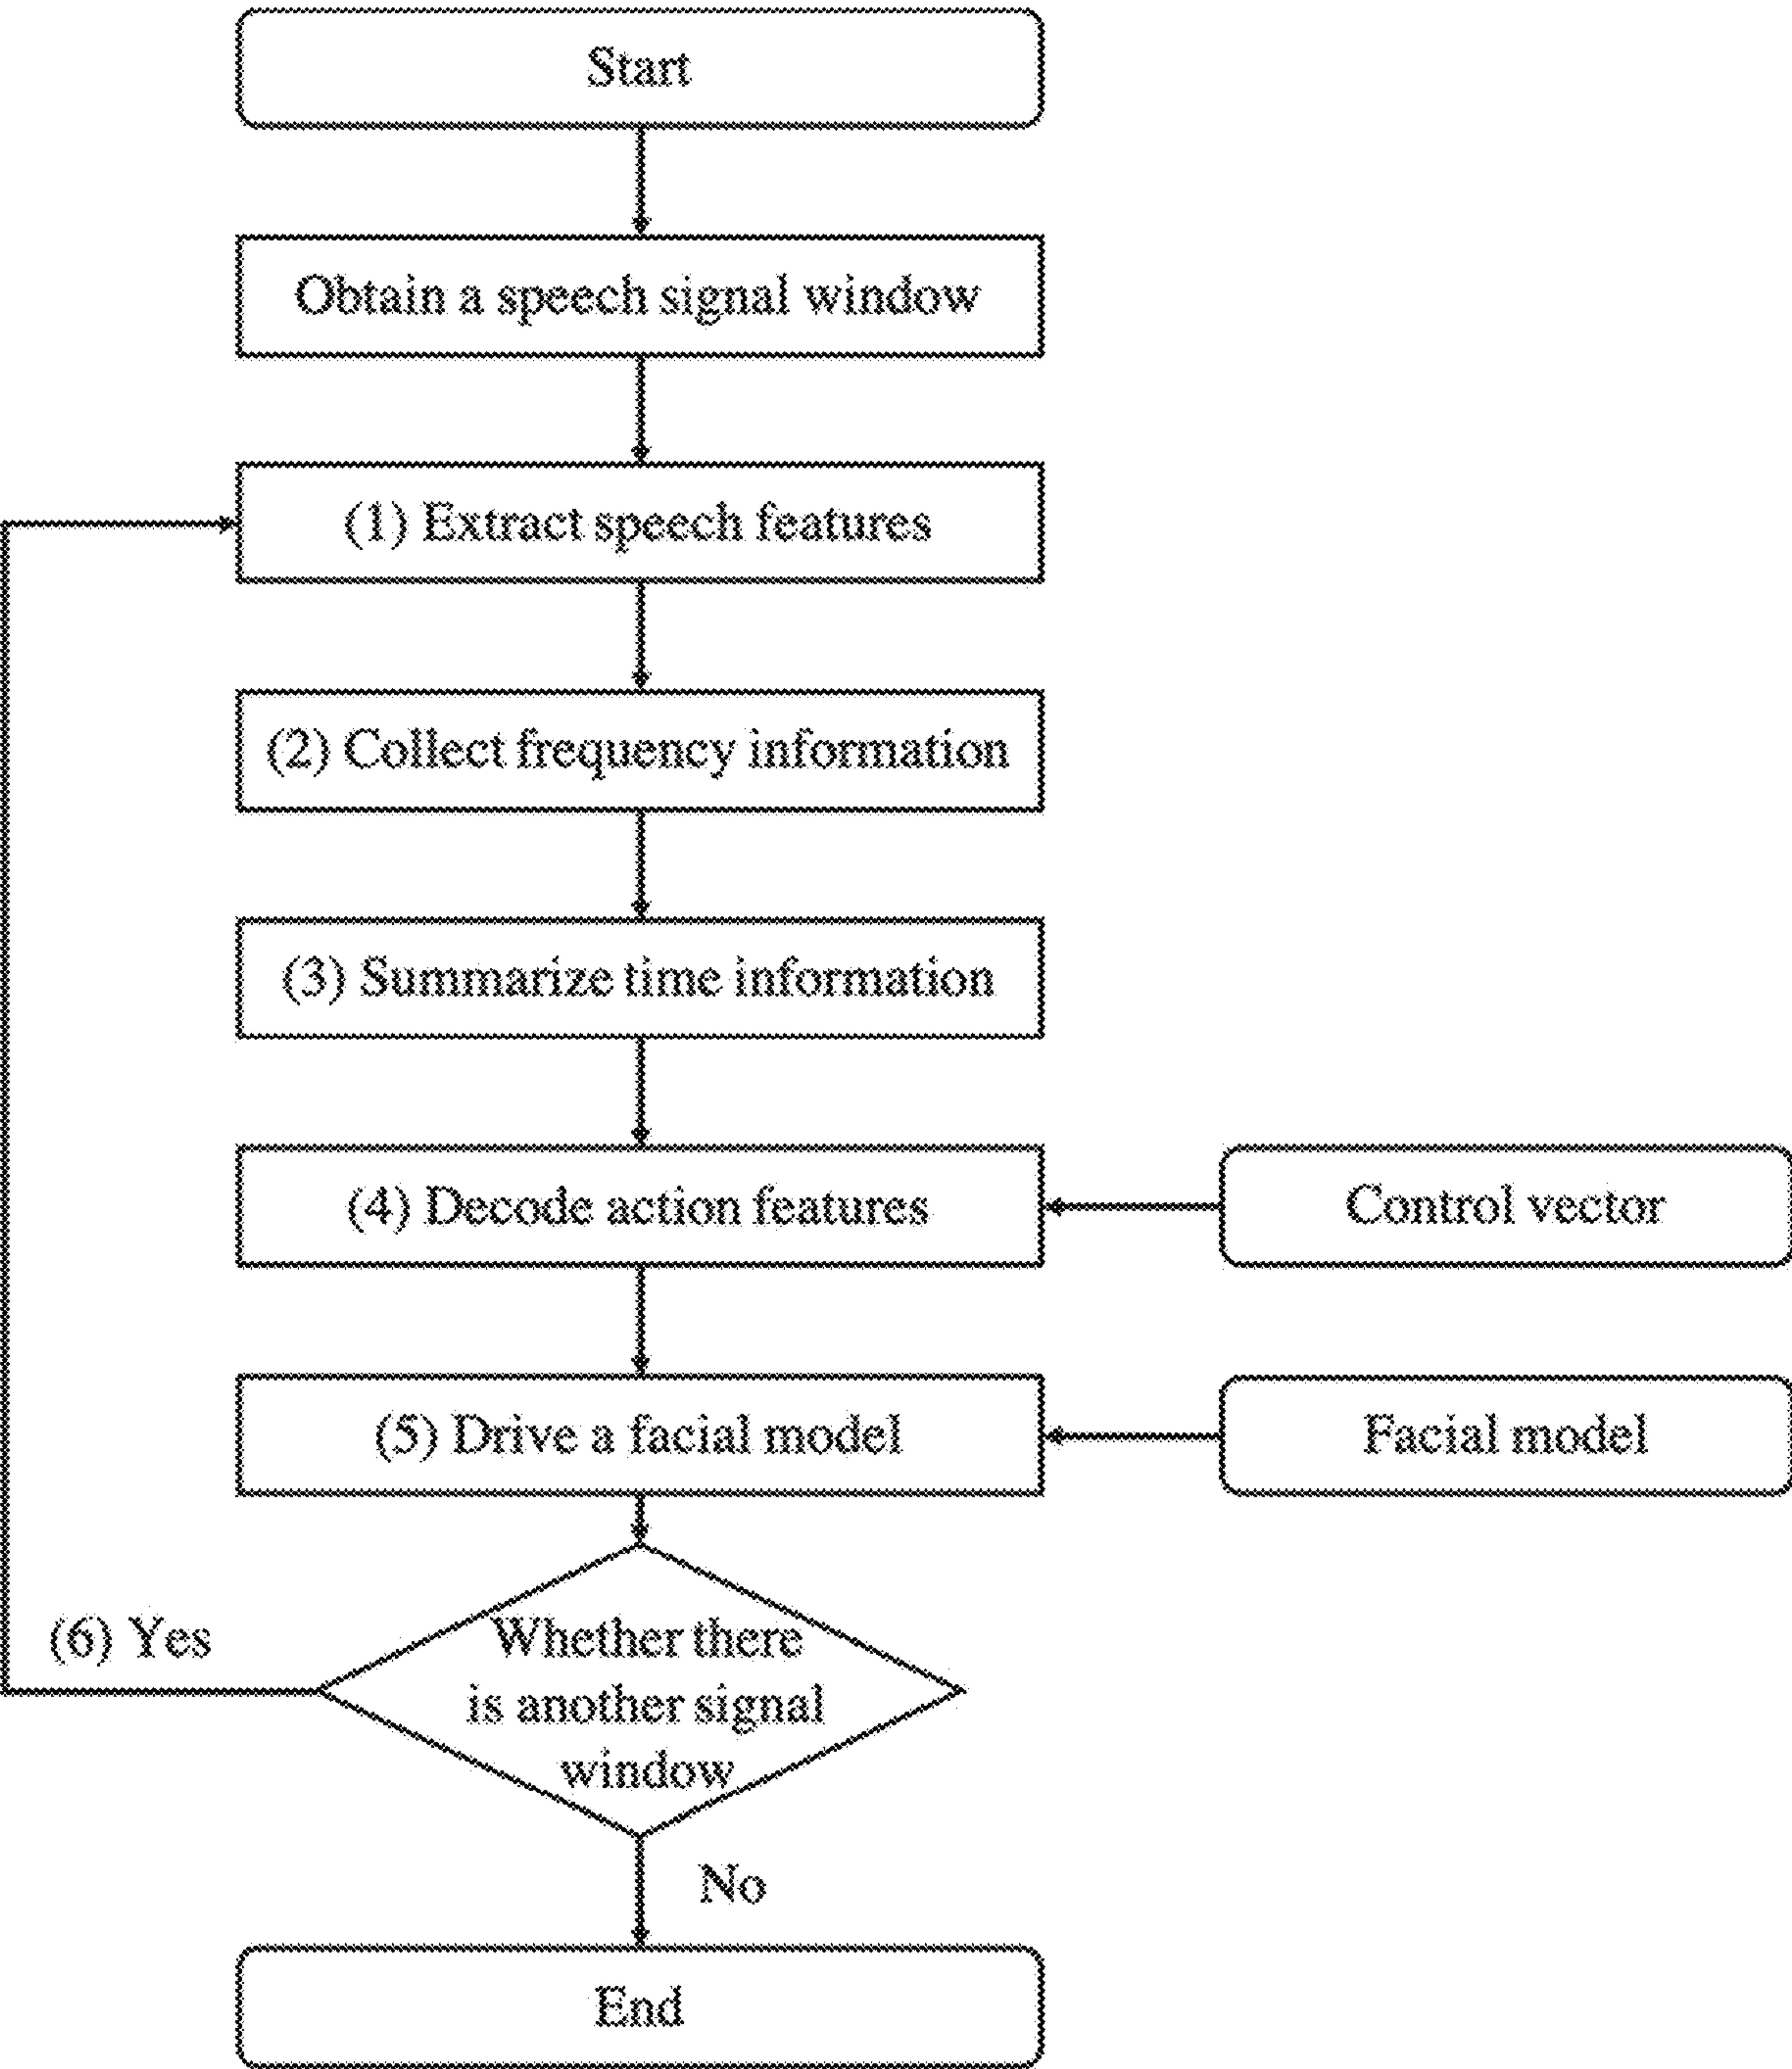 Start
Obtain a speech signal window
(1) Extract speech features
(2) Collect frequency information
(3) Summarize time information
(4) Decode action features
Control vector
(5) Drive a facial model
Facial model
(6) Yes
Whether there
is another signal
window
No
End